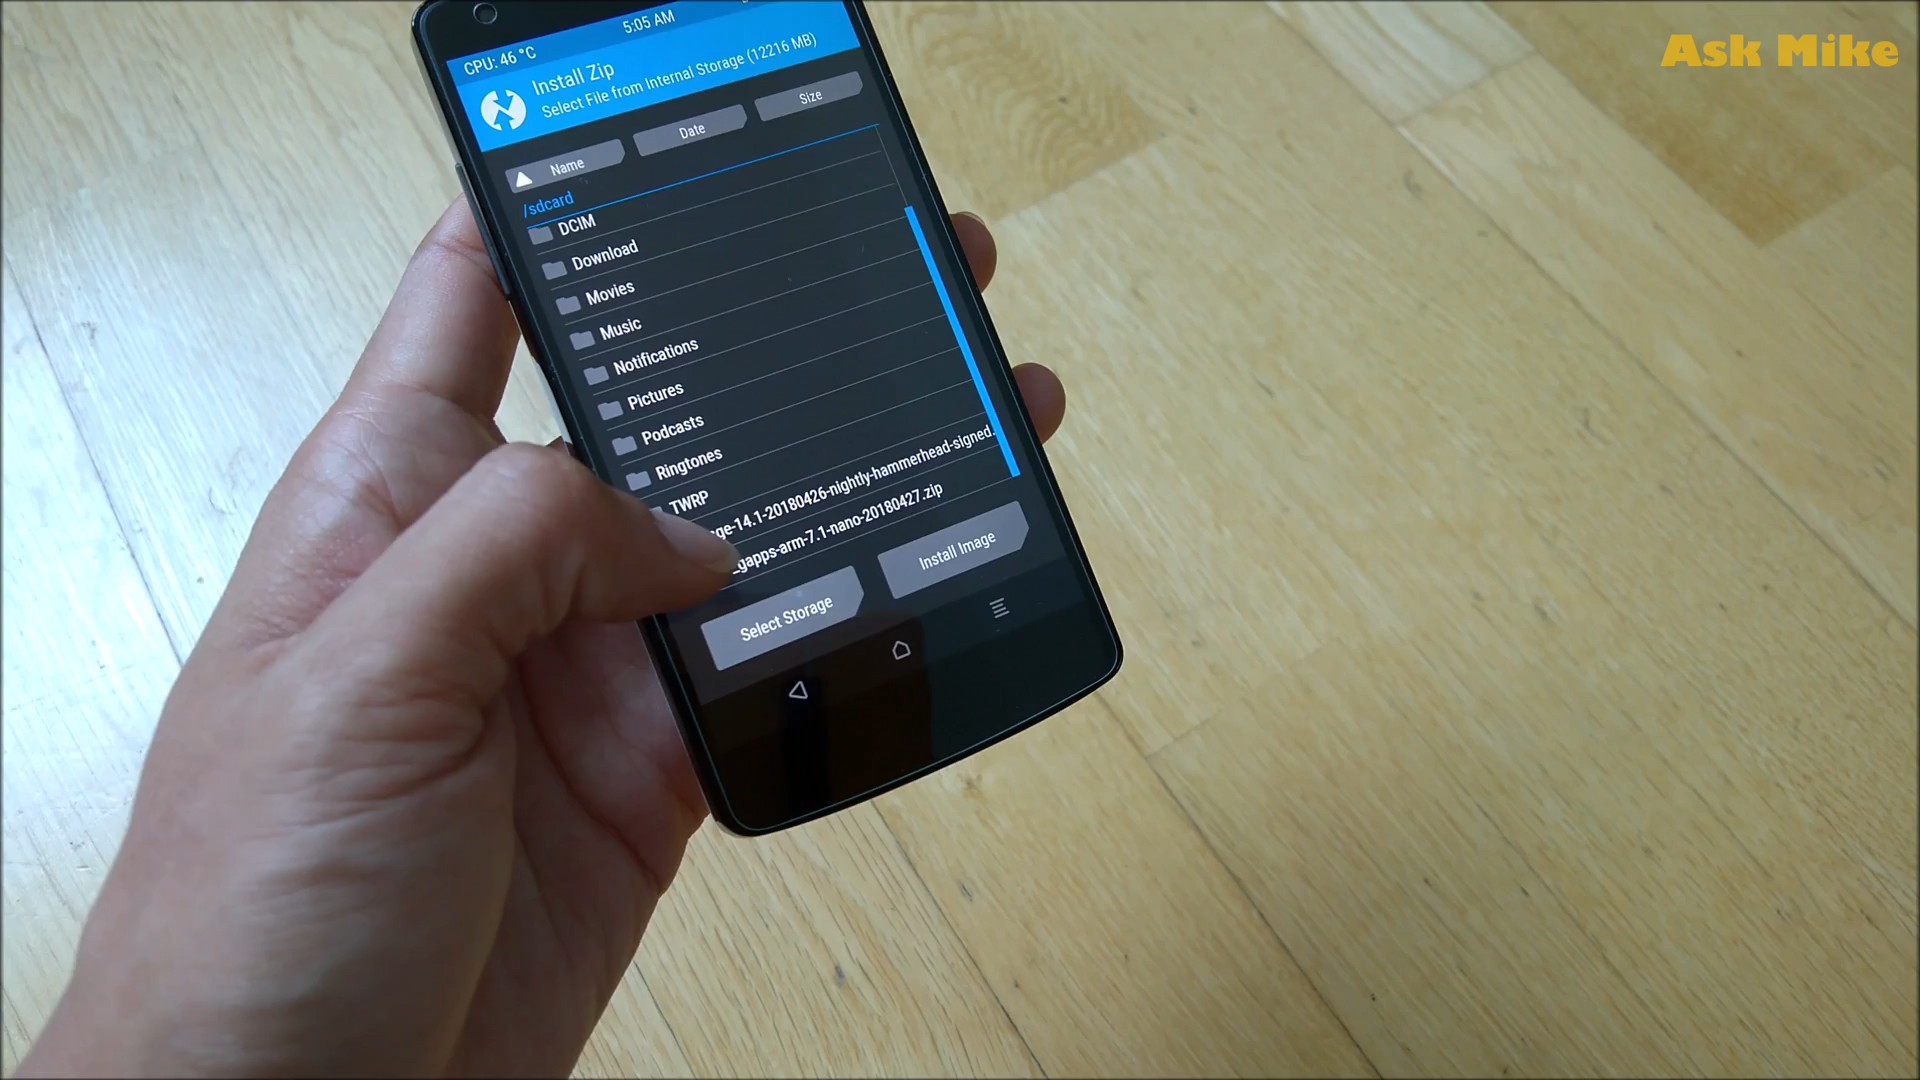 Ask Mike
5:05 AM
CPU: 46 °C
Install Zip
Select File from Internal Storage (12216 MB)
Name
Date
Size
/sdcard
DCIM
Download
Movies
Music
Notifications
Pictures
Podcasts
Ringtones
TWRP
ge-14.1-20180426-nightly-hammerhead-signed.
_gapps-arm-7.1-nano-20180427.zip
Select Storage
Install Image